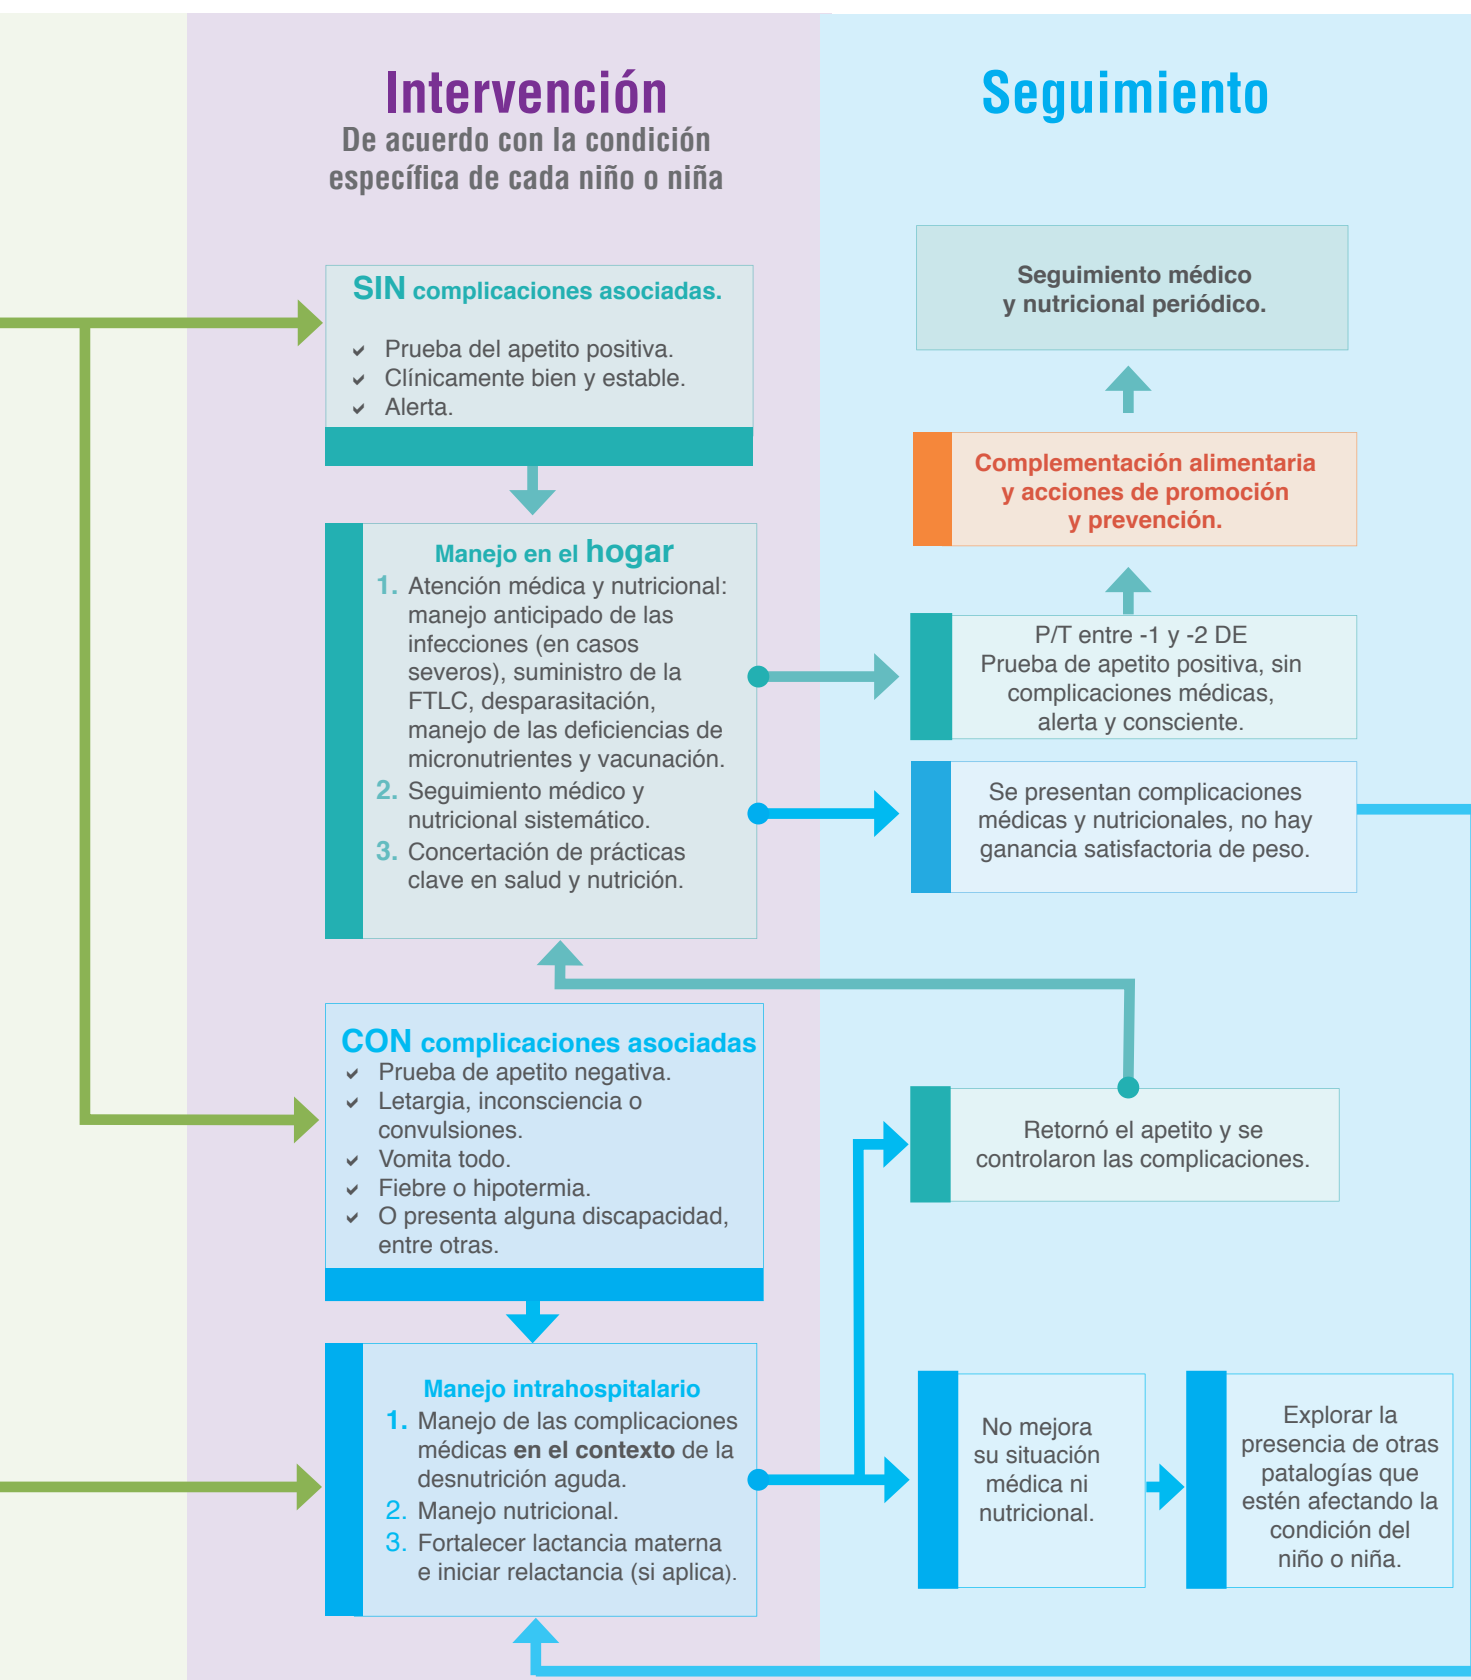 Intervención
De acuerdo con la condición
específica de cada niño o niña
SIN complicaciones asociadas.
Prueba del apetito positiva.
Clínicamente bien y estable.
Alerta.
Manejo en el hogar
1. Atención médica y nutricional:
manejo anticipado de las
infecciones (en casos
severos), suministro de la
FTLC, desparasitación,
manejo de las deficiencias de
micronutrientes y vacunación.
2. Seguimiento médico y
nutricional sistemático.
3. Concertación de prácticas
clave en salud y nutrición.
CON complicaciones asociadas
Prueba de apetito negativa.
Letargia, inconsciencia o
convulsiones.
Vomita todo.
Fiebre o hipotermia.
O presenta alguna discapacidad,
entre otras.
Manejo intrahospitalario
1. Manejo de las complicaciones
médicas en el contexto de la
desnutrición aguda.
2. Manejo nutricional.
3. Fortalecer lactancia materna
e iniciar relactancia (si aplica).
Seguimiento
Seguimiento médico
y nutricional periódico.
Complementación alimentaria
y acciones de promoción
y prevención.
P/T entre -1 y -2 DE
Prueba de apetito positiva, sin
complicaciones médicas,
alerta y consciente.
Se presentan complicaciones
médicas y nutricionales, no hay
ganancia satisfactoria de peso.
Retornó el apetito y se
controlaron las complicaciones.
No mejora
su situación
médica ni
nutricional.
Explorar la
presencia de otras
patalogías que
estén afectando la
condición del
niño o niña.